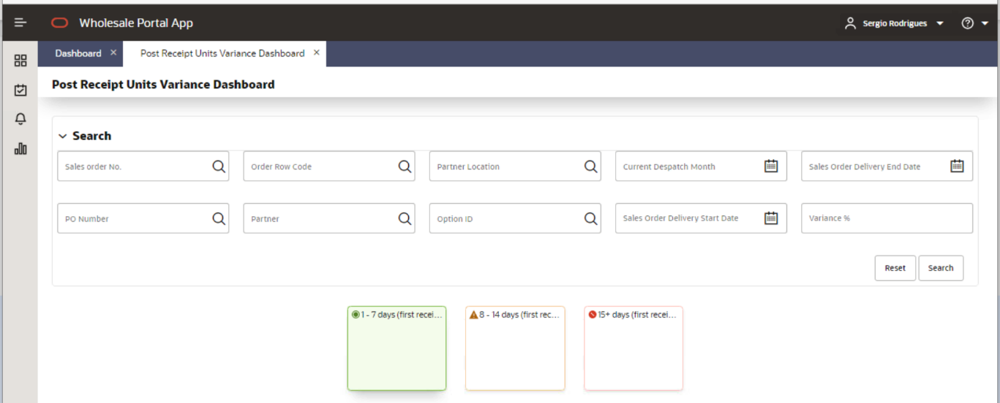 Wholesale Portal App
Sergio Rodrigues
Dashboard
Post Receipt Units Variance Dashboard
Post Receipt Units Variance Dashboard
Search
Sales order No.
Order Row Code
Partner Location
Current Despatch Month
Sales Order Delivery End Date
PO Number
Partner
Option ID
Sales Order Delivery Start Date
Variance %
Reset
Search
1 - 7 days (first recei...
8 - 14 days (first rec...
15+ days (first recei...